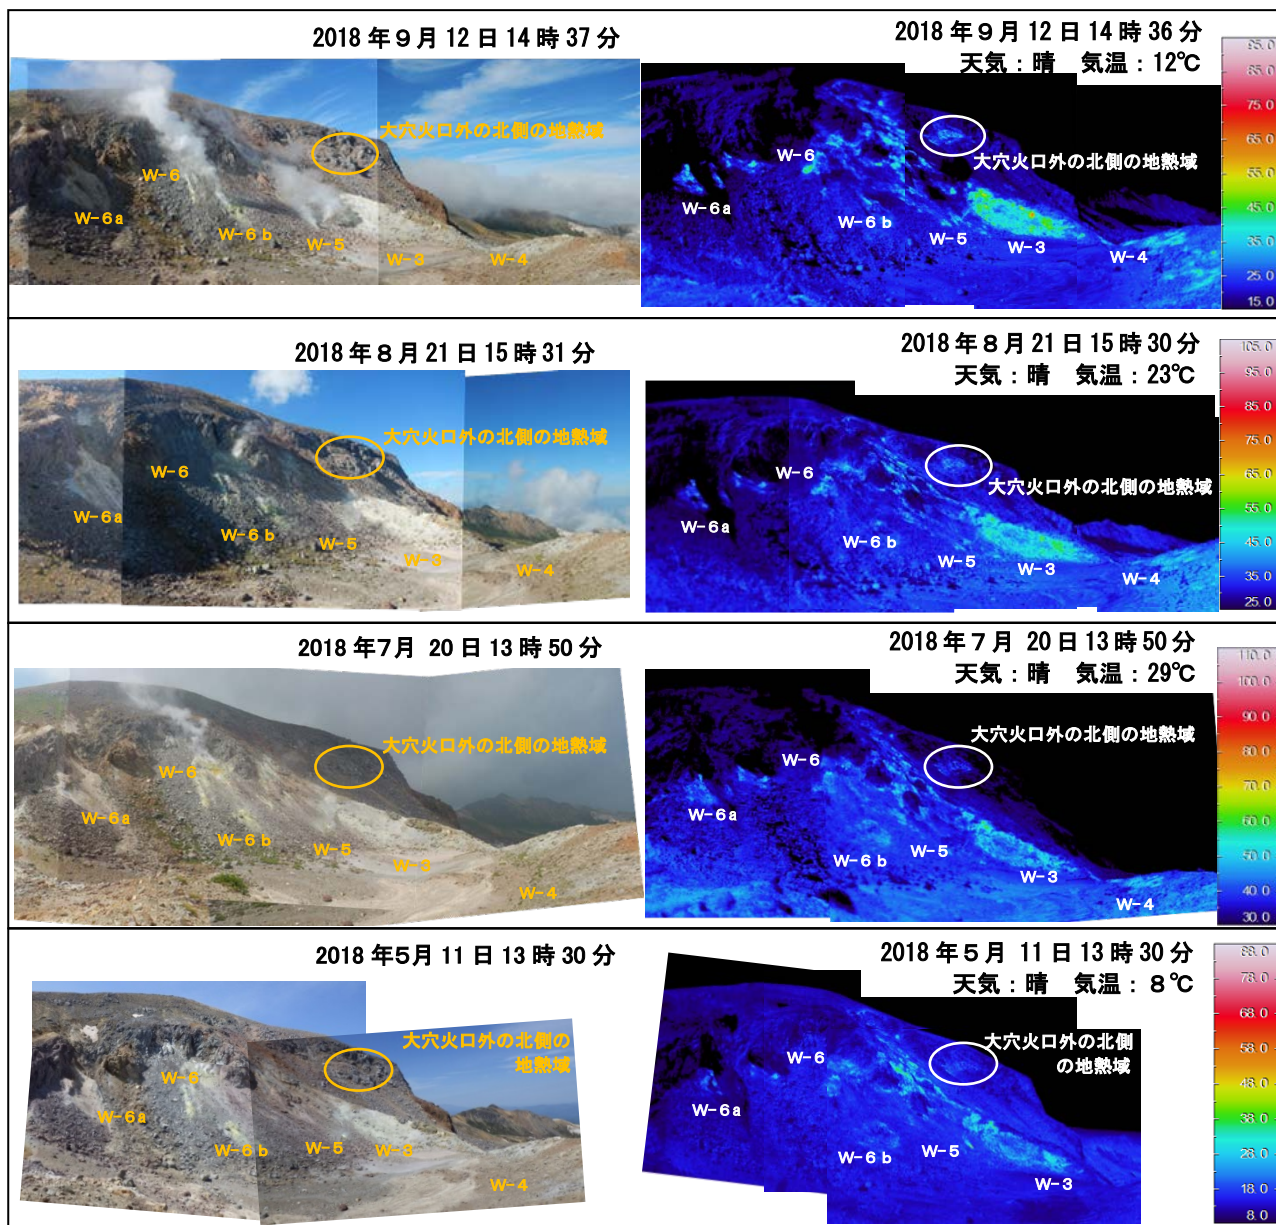 2018年9月12日14時37分
大穴火口外の北側の地熱域
W-6
W-6a
W-6b
W-5
W-3
W-4
2018年9月12日14時36分
天気：晴　気温：12℃
大穴火口外の北側の地熱域
W-6
W-6a
W-6b
W-5
W-3
W-4
95.0
85.0
75.0
65.0
55.0
45.0
35.0
25.0
15.0
2018年8月21日15時31分
大穴火口外の北側の地熱域
W-6
W-6a
W-6b
W-5
W-3
W-4
2018年8月21日15時30分
天気：晴　気温：23℃
大穴火口外の北側の地熱域
W-6
W-6a
W-6b
W-5
W-3
W-4
105.0
95.0
85.0
75.0
65.0
55.0
45.0
35.0
25.0
2018年7月 20日13時50分
大穴火口外の北側の地熱域
W-6
W-6a
W-6b
W-5
W-3
W-4
2018年7月 20日13時50分
天気：晴　気温：29℃
大穴火口外の北側の地熱域
W-6
W-6a
W-6b
W-5
W-3
W-4
110.0
100.0
90.0
80.0
70.0
60.0
50.0
40.0
30.0
2018年5月11日13時30分
大穴火口外の北側の
地熱域
W-6
W-6a
W-6b
W-5
W-3
W-4
2018年5月 11日13時30分
天気：晴　気温：8℃
大穴火口外の北側
の地熱域
W-6
W-6a
W-6b
W-5
W-3
88.0
78.0
68.0
58.0
48.0
38.0
28.0
18.0
8.0